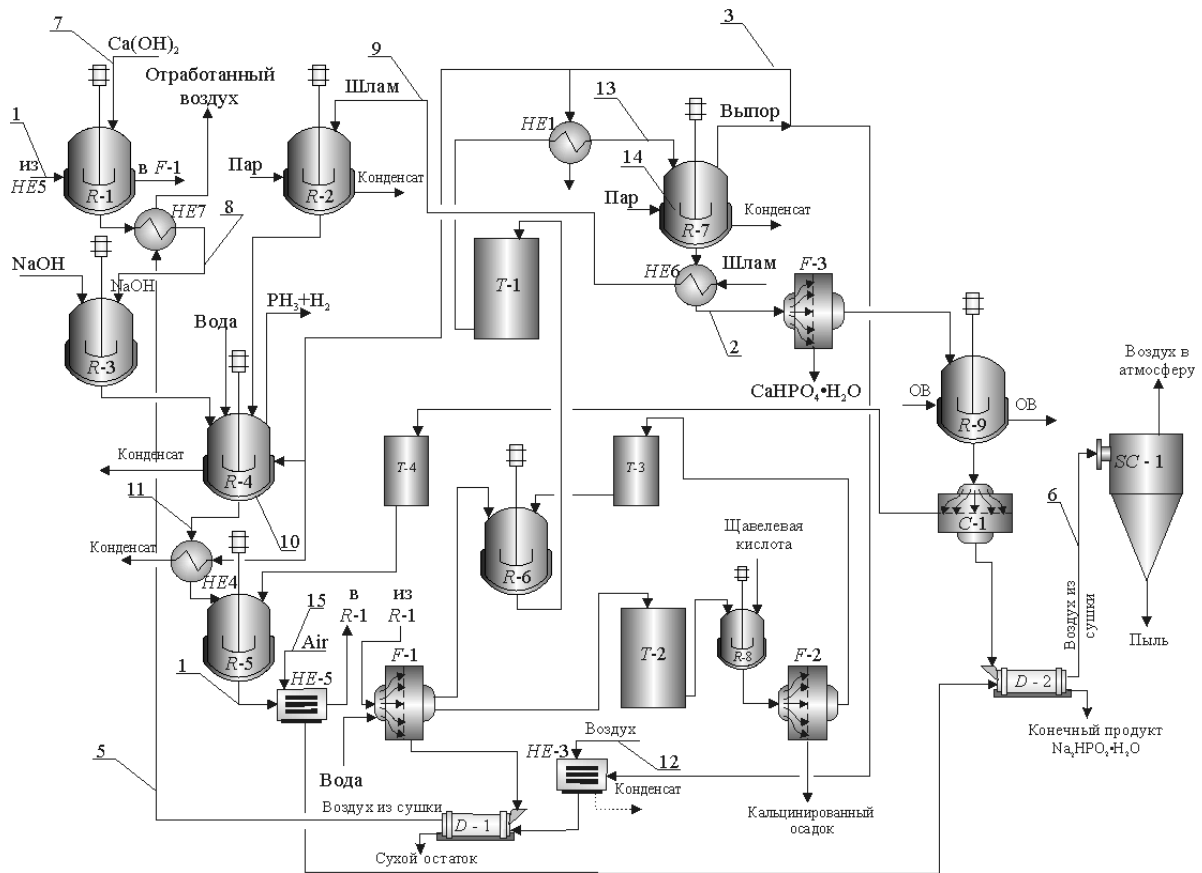 7
Ca(OH)₂
Отработанный
воздух
1
из
HE5
R-1
в F-1
HE7
8
9
Шлам
Пар
R-2
Конденсат
3
HE1
13
Выпор
14
Пар
R-7
Конденсат
HE6
Шлам
2
F-3
CaHPO₄•H₂O
NaOH
NaOH
R-3
PH₃+H₂
Вода
T-1
R-4
Конденсат
10
11
Конденсат
HE4
R-5
T-4
T-3
R-6
Щавелевая
кислота
R-8
T-2
F-2
R-9
ОВ
ОВ
C-1
Воздух в
атмосферу
SC - 1
6
Воздух из
сушки
Пыль
D - 2
Конечный продукт
Na₂HPO₂•H₂O
1
15
Air
HE-5
в
R-1
из
R-1
F-1
Вода
Воздух
HE-3
12
Конденсат
Кальцинированный
осадок
5
Воздух из сушки
D - 1
Сухой остаток